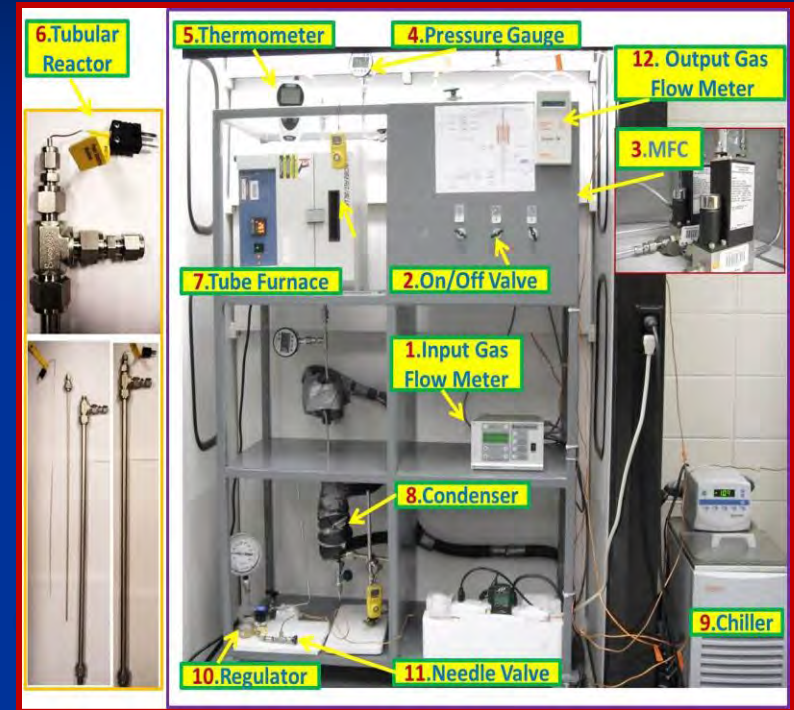 6.Tubular
Reactor
5.Thermometer
4.Pressure Gauge
12. Output Gas
Flow Meter
3.MFC
7.Tube Furnace
2.On/Off Valve
1.Input Gas
Flow Meter
8.Condenser
9.Chiller
10.Regulator
11.Needle Valve